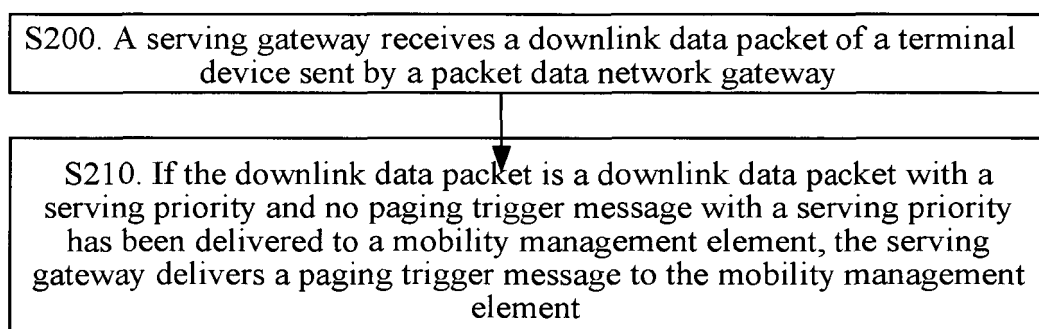 S200. A serving gateway receives a downlink data packet of a terminal
device sent by a packet data network gateway
S210. If the downlink data packet is a downlink data packet with a
serving priority and no paging trigger message with a serving priority
has been delivered to a mobility management element, the serving
gateway delivers a paging trigger message to the mobility management
element